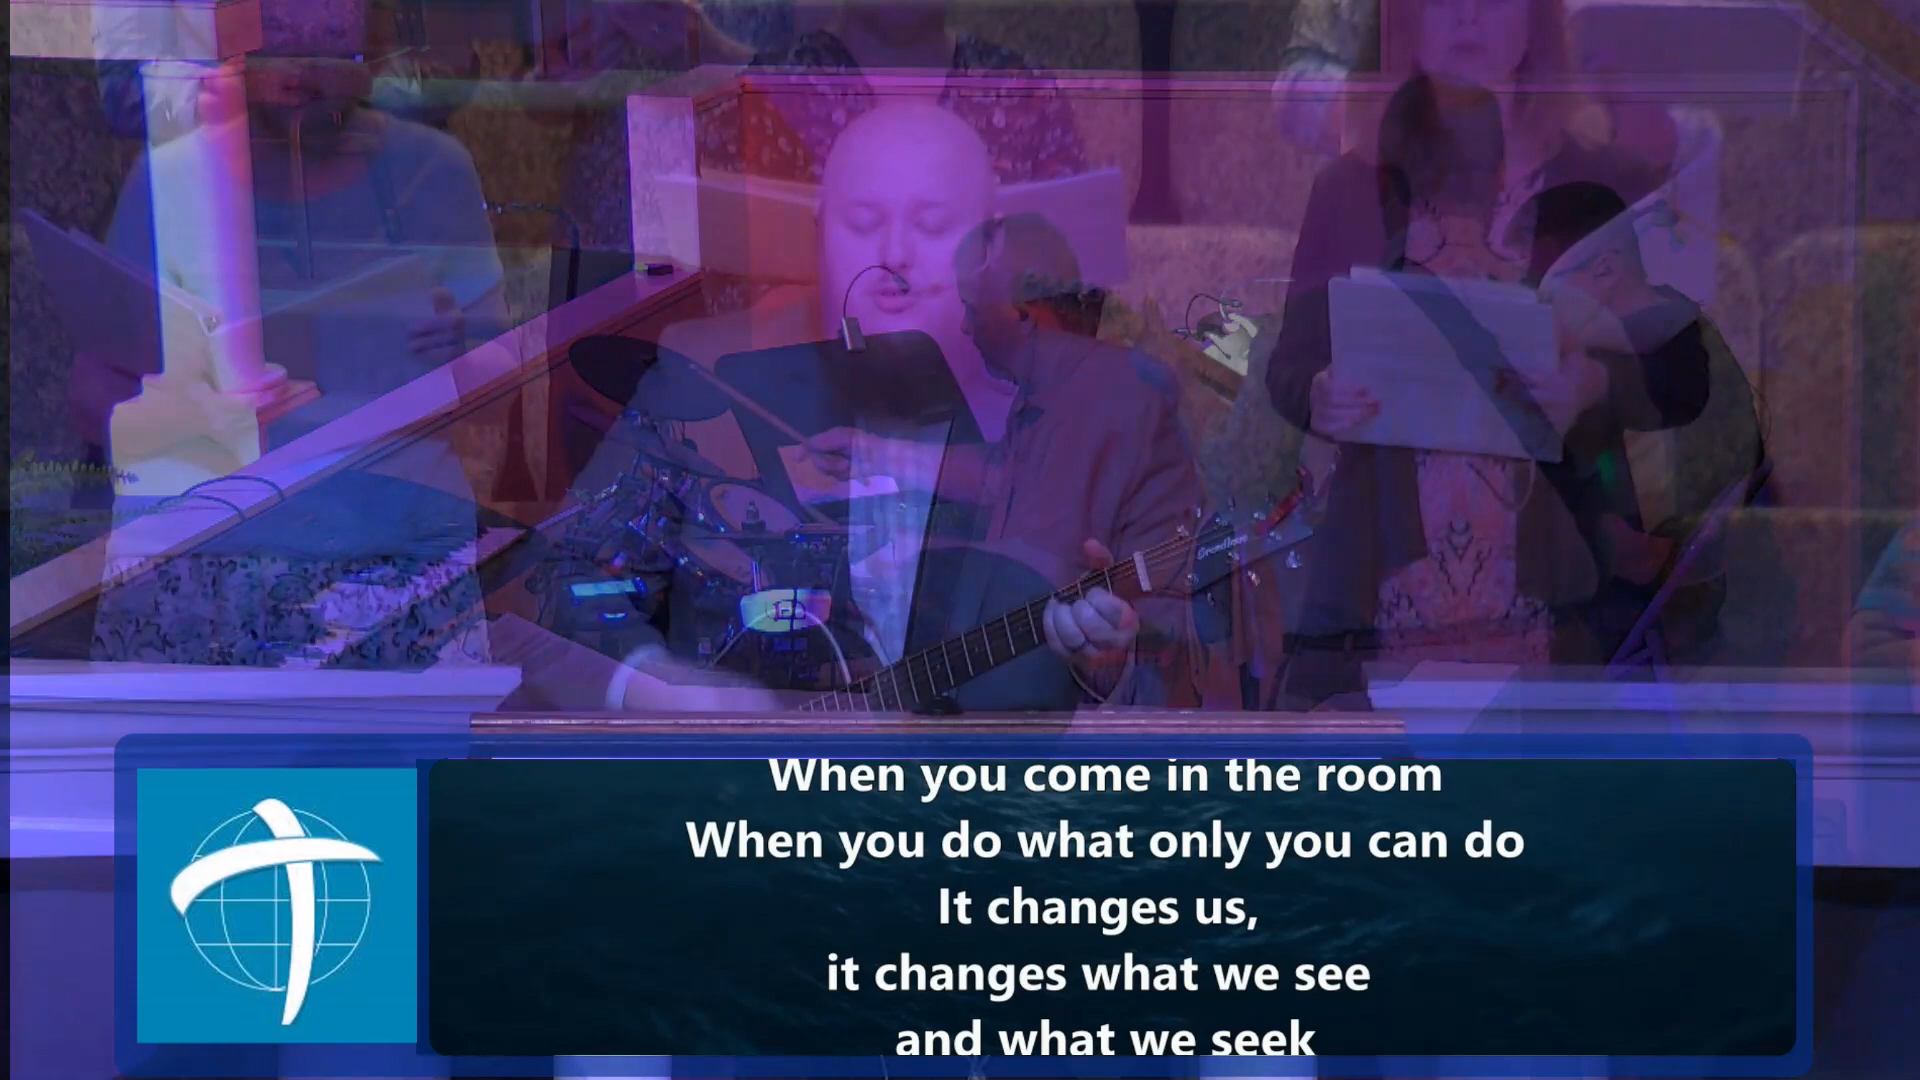 Breedlove
When you come in the room
When you do what only you can do
It changes us,
it changes what we see
and what we seek